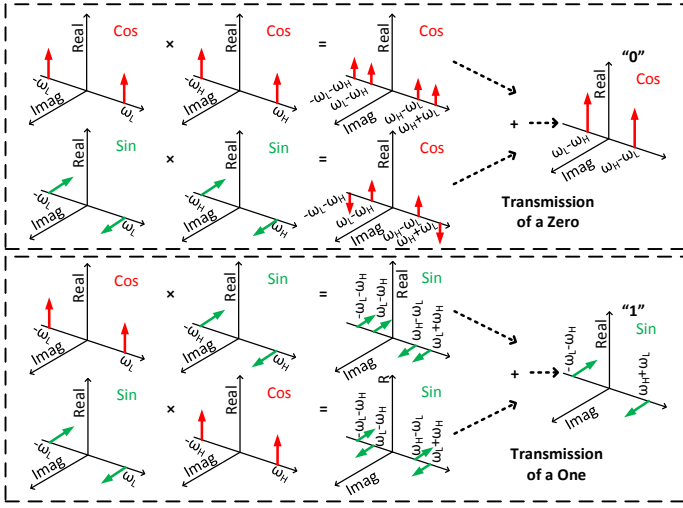 Real
Cos
×
Real
Cos
=
Real
Cos
-ωL
Imag
ωL
-ωH
ωH
-ωL-ωH
ωL-ωH
Imag
ωH-ωL
ωH+ωL
"0"
Real
Cos
+
ωL-ωH
ωH-ωL
Real
Sin
×
Real
Sin
=
Real
Cos
-ωL
Imag
ωL
-ωH
ωH
-ωL-ωH
ωL-ωH
Imag
ωH-ωL
ωH+ωL
Transmission
of a Zero
Real
Cos
×
Real
Sin
=
Real
Sin
-ωL
Imag
ωL
-ωH
ωH
-ωL-ωH
ωL-ωH
ωH-ωL
ωL+ωH
Imag
"1"
Real
Sin
+
-ωL-ωH
ωH+ωL
Imag
Real
Sin
×
Real
Cos
=
R
Sin
-ωL
Imag
ωL
-ωH
ωH
-ωL-ωH
ωL-ωH
ωH-ωL
ωL+ωH
Imag
Transmission
of a One